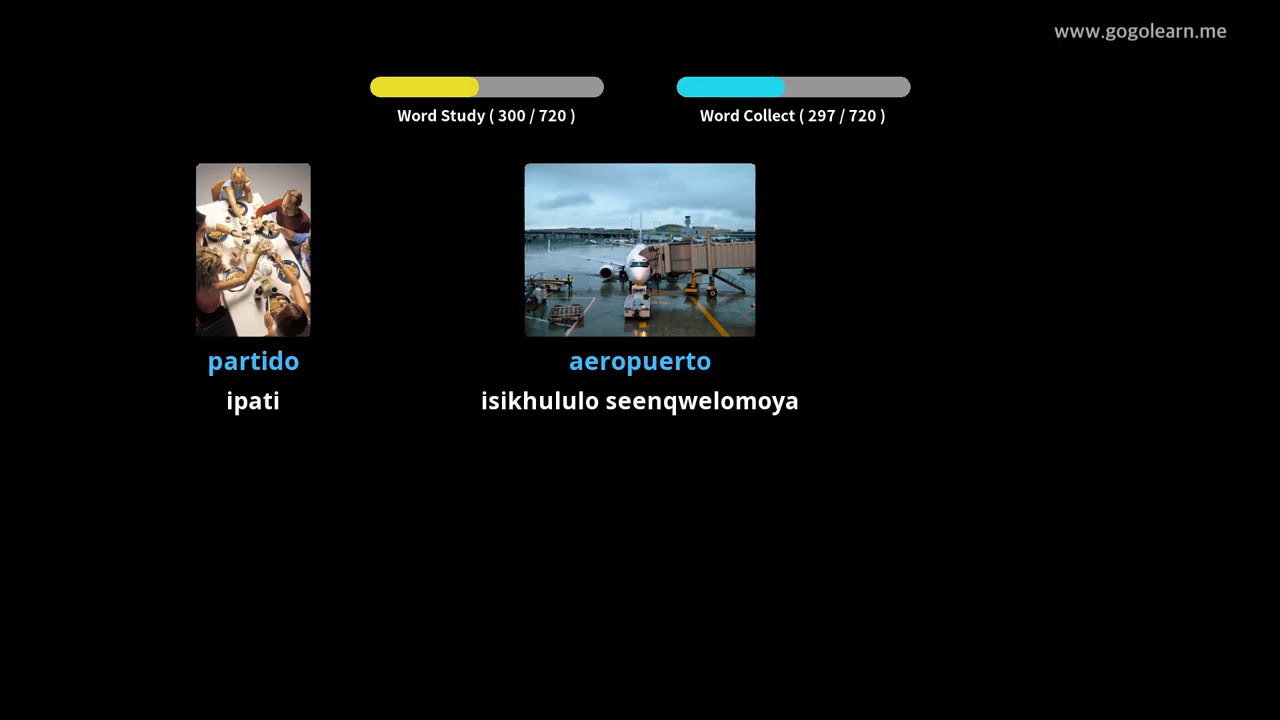 www.gogolearn.me
Word Study ( 300 / 720 )
Word Collect ( 297 / 720 )
partido
aeropuerto
ipati
isikhululo seenqwelomoya